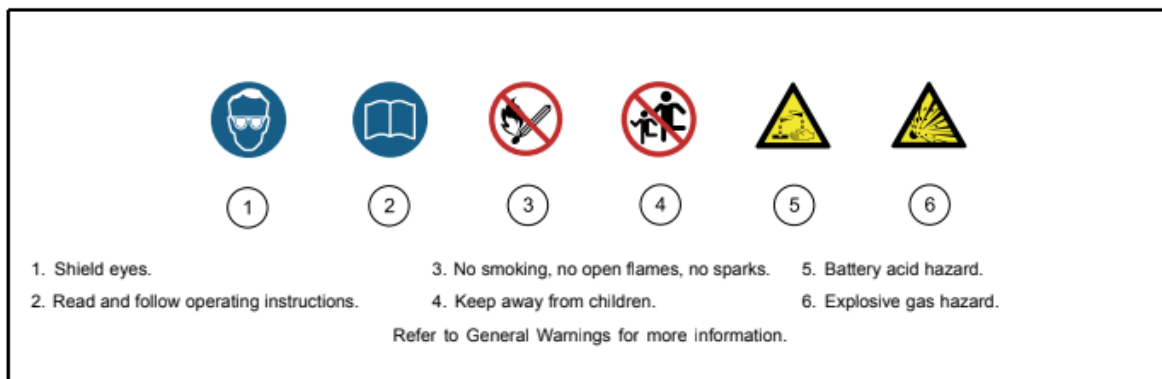 1 2 3 4 5 6
1. Shield eyes. 3. No smoking, no open flames, no sparks. 5. Battery acid hazard.
2. Read and follow operating instructions. 4. Keep away from children. 6. Explosive gas hazard.
Refer to General Warnings for more information.